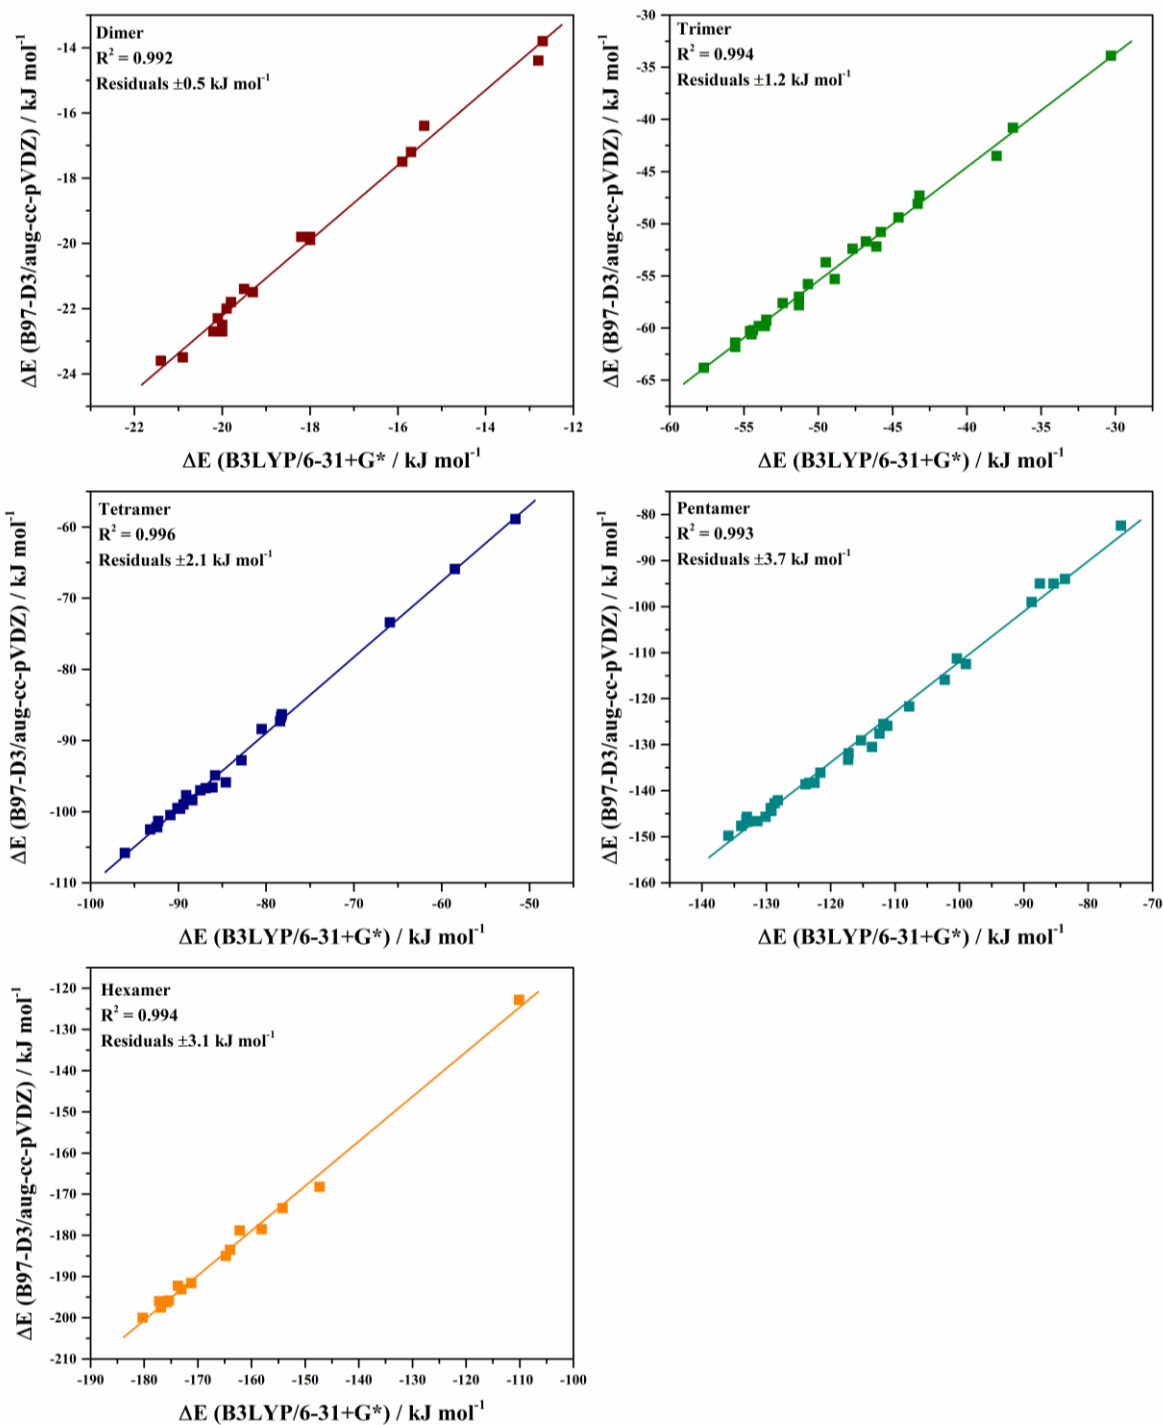 Dimer
R² = 0.992
Residuals ±0.5 kJ mol⁻¹
ΔE (B97-D3/aug-cc-pVDZ) / kJ mol⁻¹
-14
-16
-18
-20
-22
-24
-22 -20 -18 -16 -14 -12
ΔE (B3LYP/6-31+G* / kJ mol⁻¹
Trimer
R² = 0.994
Residuals ±1.2 kJ mol⁻¹
ΔE (B97-D3/aug-cc-pVDZ) / kJ mol⁻¹
-30
-35
-40
-45
-50
-55
-60
-65
-60 -55 -50 -45 -40 -35 -30
ΔE (B3LYP/6-31+G*) / kJ mol⁻¹
Tetramer
R² = 0.996
Residuals ±2.1 kJ mol⁻¹
ΔE (B97-D3/aug-cc-pVDZ) / kJ mol⁻¹
-60
-70
-80
-90
-100
-110
-100 -90 -80 -70 -60 -50
ΔE (B3LYP/6-31+G*) / kJ mol⁻¹
Pentamer
R² = 0.993
Residuals ±3.7 kJ mol⁻¹
ΔE (B97-D3/aug-cc-pVDZ) / kJ mol⁻¹
-80
-90
-100
-110
-120
-130
-140
-150
-160
-140 -130 -120 -110 -100 -90 -80 -70
ΔE (B3LYP/6-31+G*) / kJ mol⁻¹
Hexamer
R² = 0.994
Residuals ±3.1 kJ mol⁻¹
ΔE (B97-D3/aug-cc-pVDZ) / kJ mol⁻¹
-120
-130
-140
-150
-160
-170
-180
-190
-200
-210
-190 -180 -170 -160 -150 -140 -130 -120 -110 -100
ΔE (B3LYP/6-31+G*) / kJ mol⁻¹